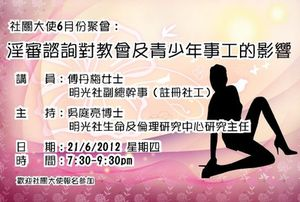 社關大使6月份聚會：
淫審諮詢對教會及青少年事工的影響
講　員：傅丹梅女士
明光社副總幹事（註冊社工）
主　持：吳庭亮博士
明光社生命及倫理研究中心研究主任
日　期：21/6/2012 星期四
時　間：7:30-9:30pm
歡迎社關大使報名參加